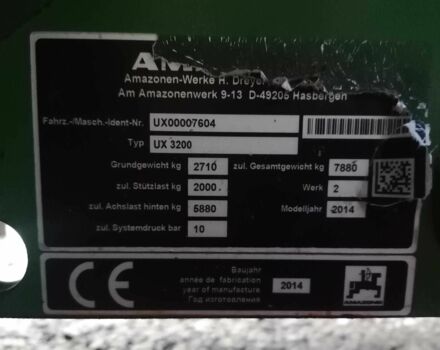 Amazonen-Werke H. Dreyer
Am Amazonenwerk 9-13 D-49205 Hasbergen
Fahrz.-/Masch.-Ident-Nr. UX00007604
Typ UX 3200
Grundgewicht kg 2710 zul. Gesamtgewicht kg 7880
zul. Stützlast kg 2000 Werk 2
zul. Achslast hinten kg 5880 Modelljahr 2014
zul. Systemdruck bar 10
CE
Baujahr
année de fabrication
year of manufacture
Год изготовления
2014
AMAZONE